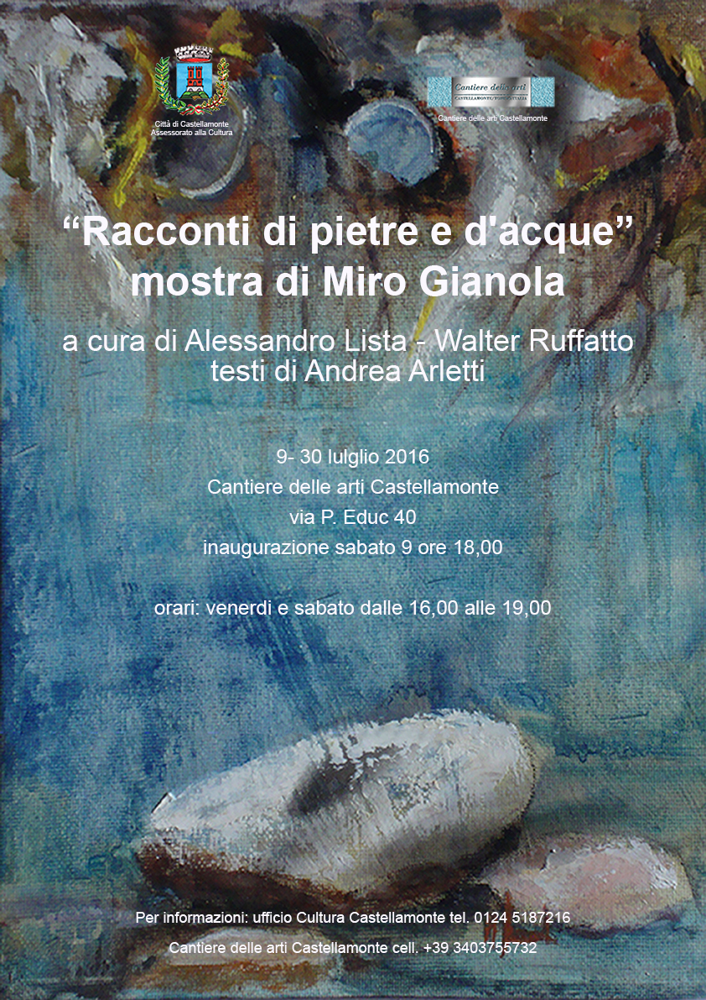 Città di Castellamonte
Assessorato alla Cultura
Cantiere delle arti
Cantiere delle arti Castellamonte
“Racconti di pietre e d'acque”
mostra di Miro Gianola
a cura di Alessandro Lista - Walter Ruffatto
testi di Andrea Arletti
9- 30 lulglio 2016
Cantiere delle arti Castellamonte
via P. Educ 40
inaugurazione sabato 9 ore 18,00
orari: venerdi e sabato dalle 16,00 alle 19,00
Per informazioni: ufficio Cultura Castellamonte tel. 0124 5187216
Cantiere delle arti Castellamonte cell. +39 3403755732